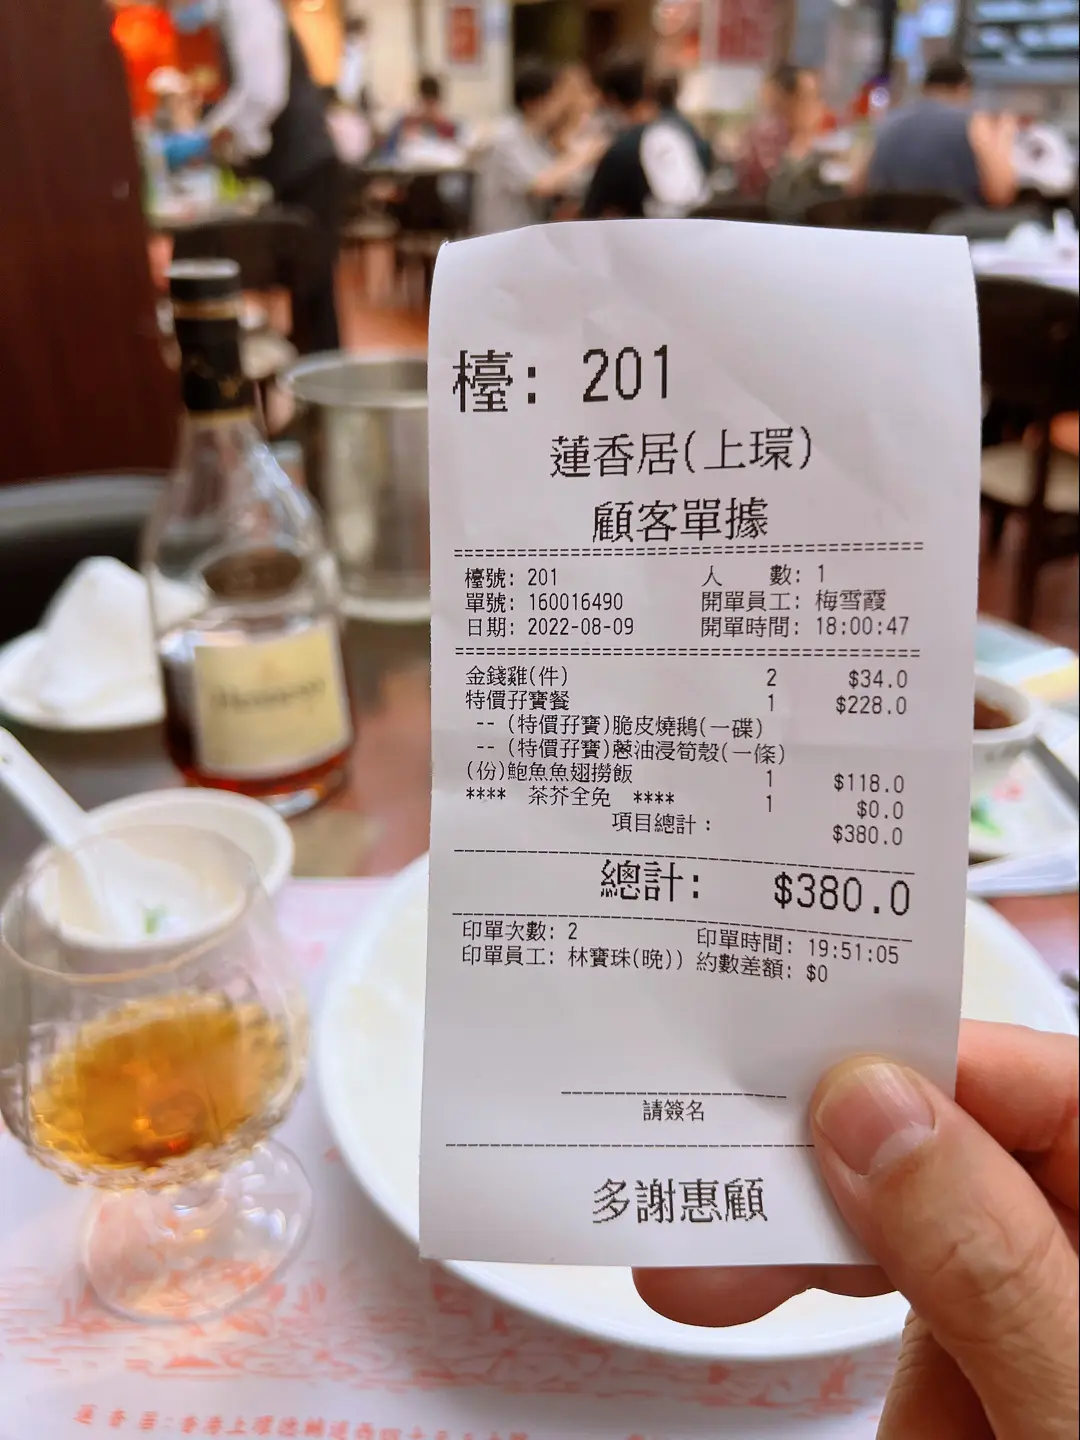 檯: 201
蓮香居(上環)
顧客單據
檯號: 201 人 數: 1
單號: 160016490 開單員工: 梅雪霞
日期: 2022-08-09 開單時間: 18:00:47
金錢雞(件) 2 $34.0
特價孖寶餐 1 $228.0
-- (特價孖寶)脆皮燒鵝(一碟)
-- (特價孖寶)蔥油浸筍殼(一條)
(份)鮑魚魚翅撈飯 1 $118.0
**** 茶芥全免 **** 1 $0.0
項目總計: $380.0
總計: $380.0
印單次數: 2 印單時間: 19:51:05
印單員工: 林寶珠(晚)) 約數差額: $0
請簽名
多謝惠顧
Hennessy